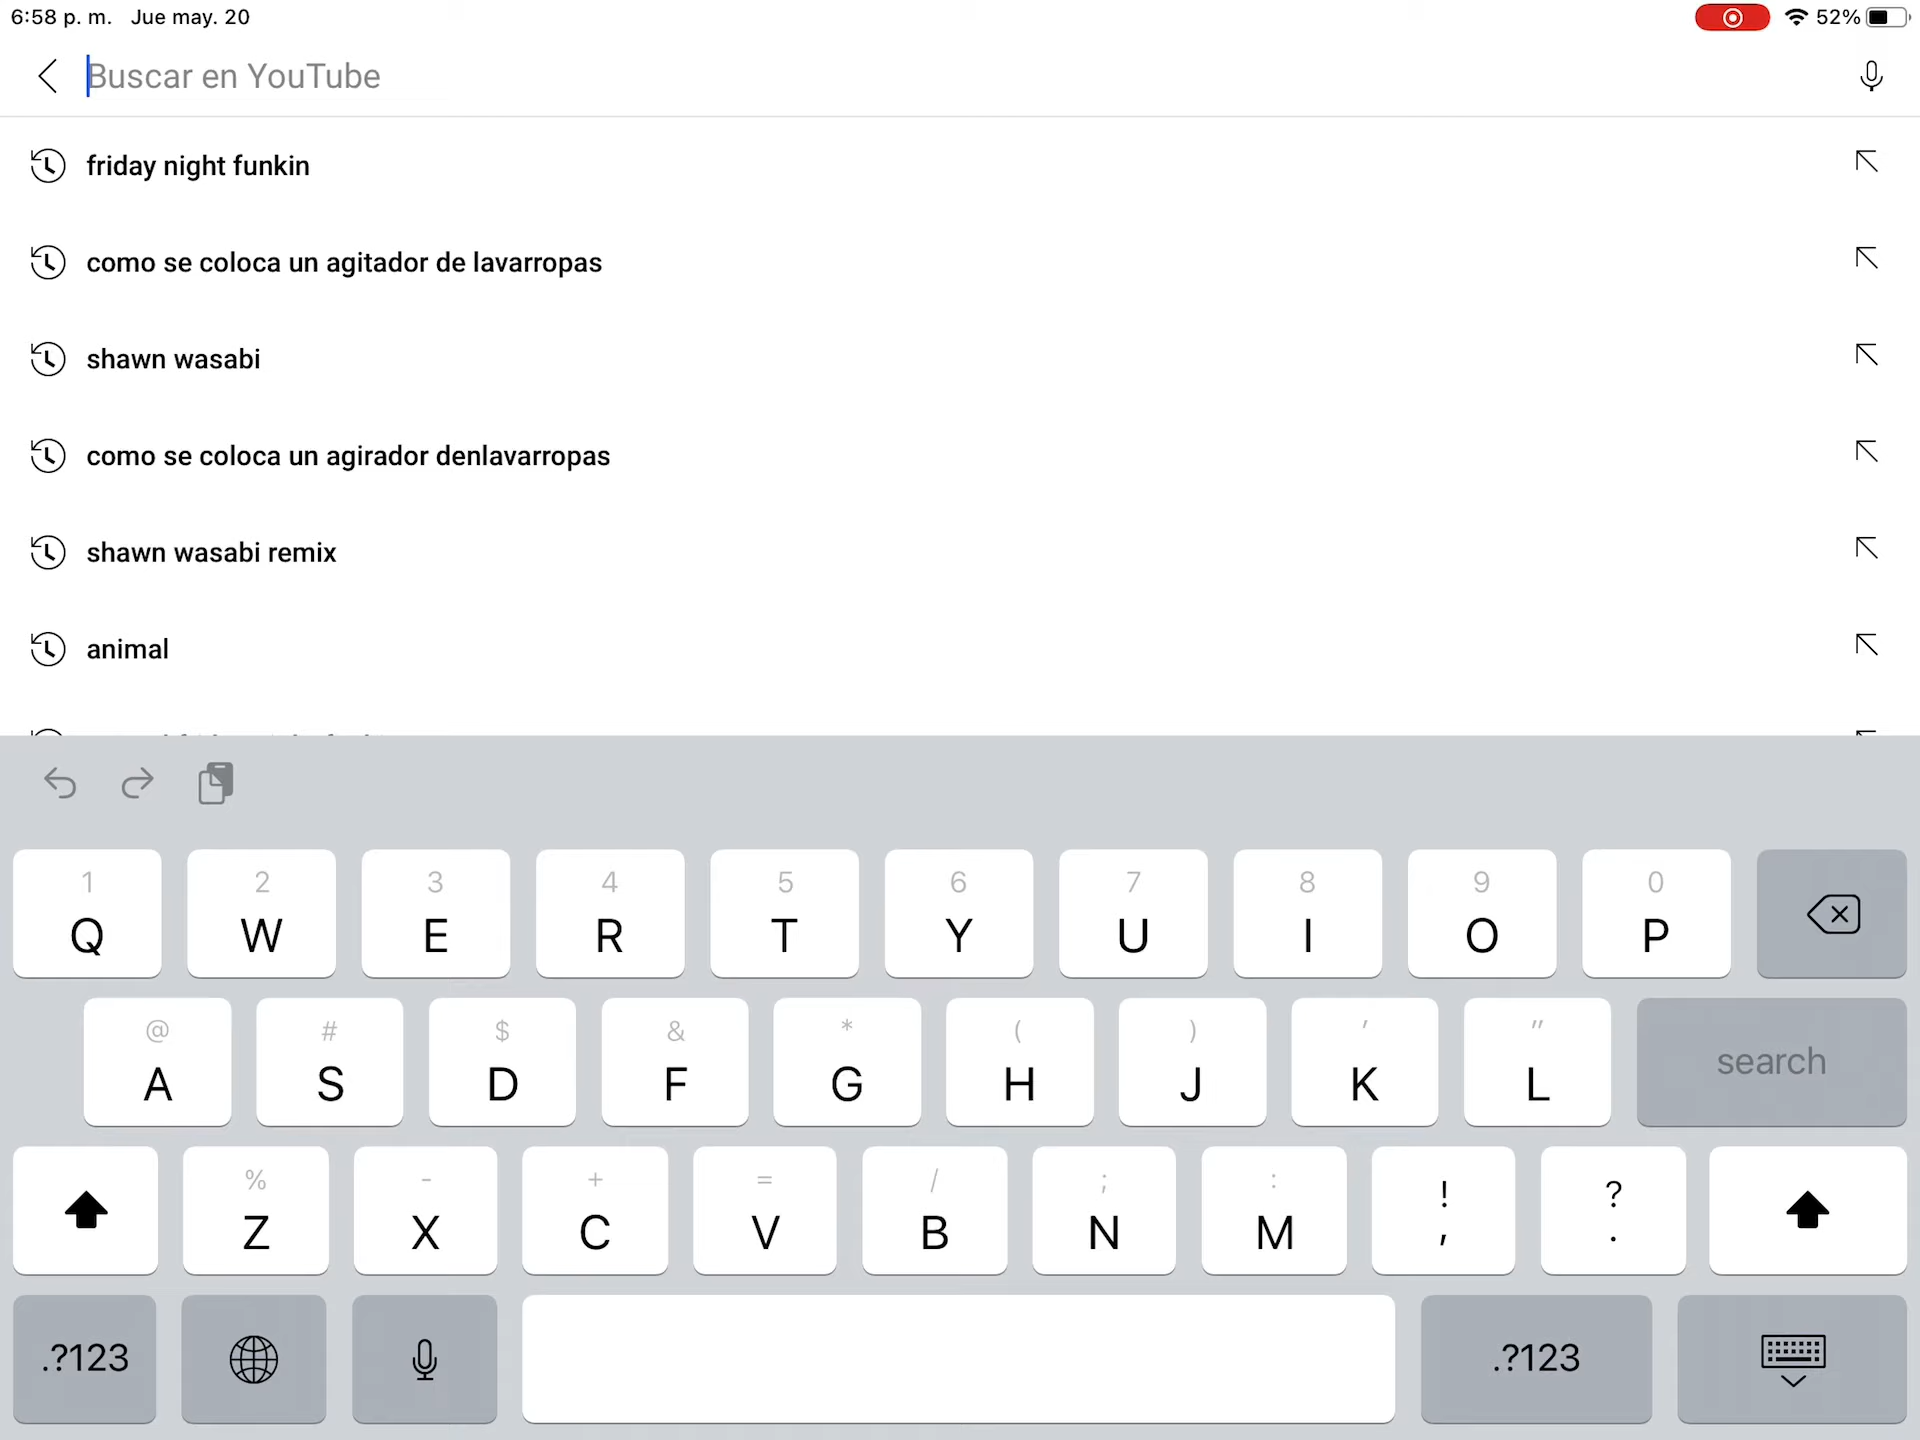 6:58 p. m. Jue may. 20
52%
Buscar en YouTube
friday night funkin
como se coloca un agitador de lavarropas
shawn wasabi
como se coloca un agirador denlavarropas
shawn wasabi remix
animal
1 2 3 4 5 6 7 8 9 0
Q W E R T Y U I O P
@ # $ & * ( ) ' "
A S D F G H J K L
search
% - + = / ; : ! ?
Z X C V B N M , .
.?123 .?123